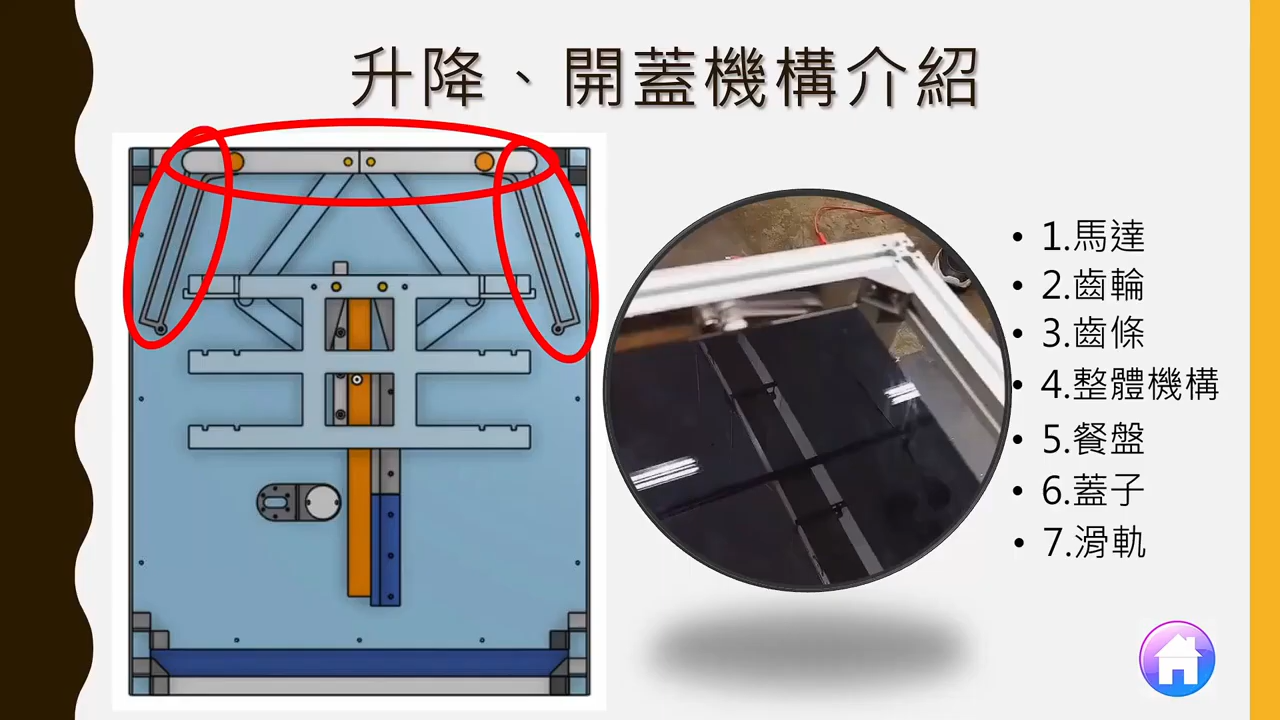 升降、開蓋機構介紹
• 1.馬達
• 2.齒輪
• 3.齒條
• 4.整體機構
• 5.餐盤
• 6.蓋子
• 7.滑軌